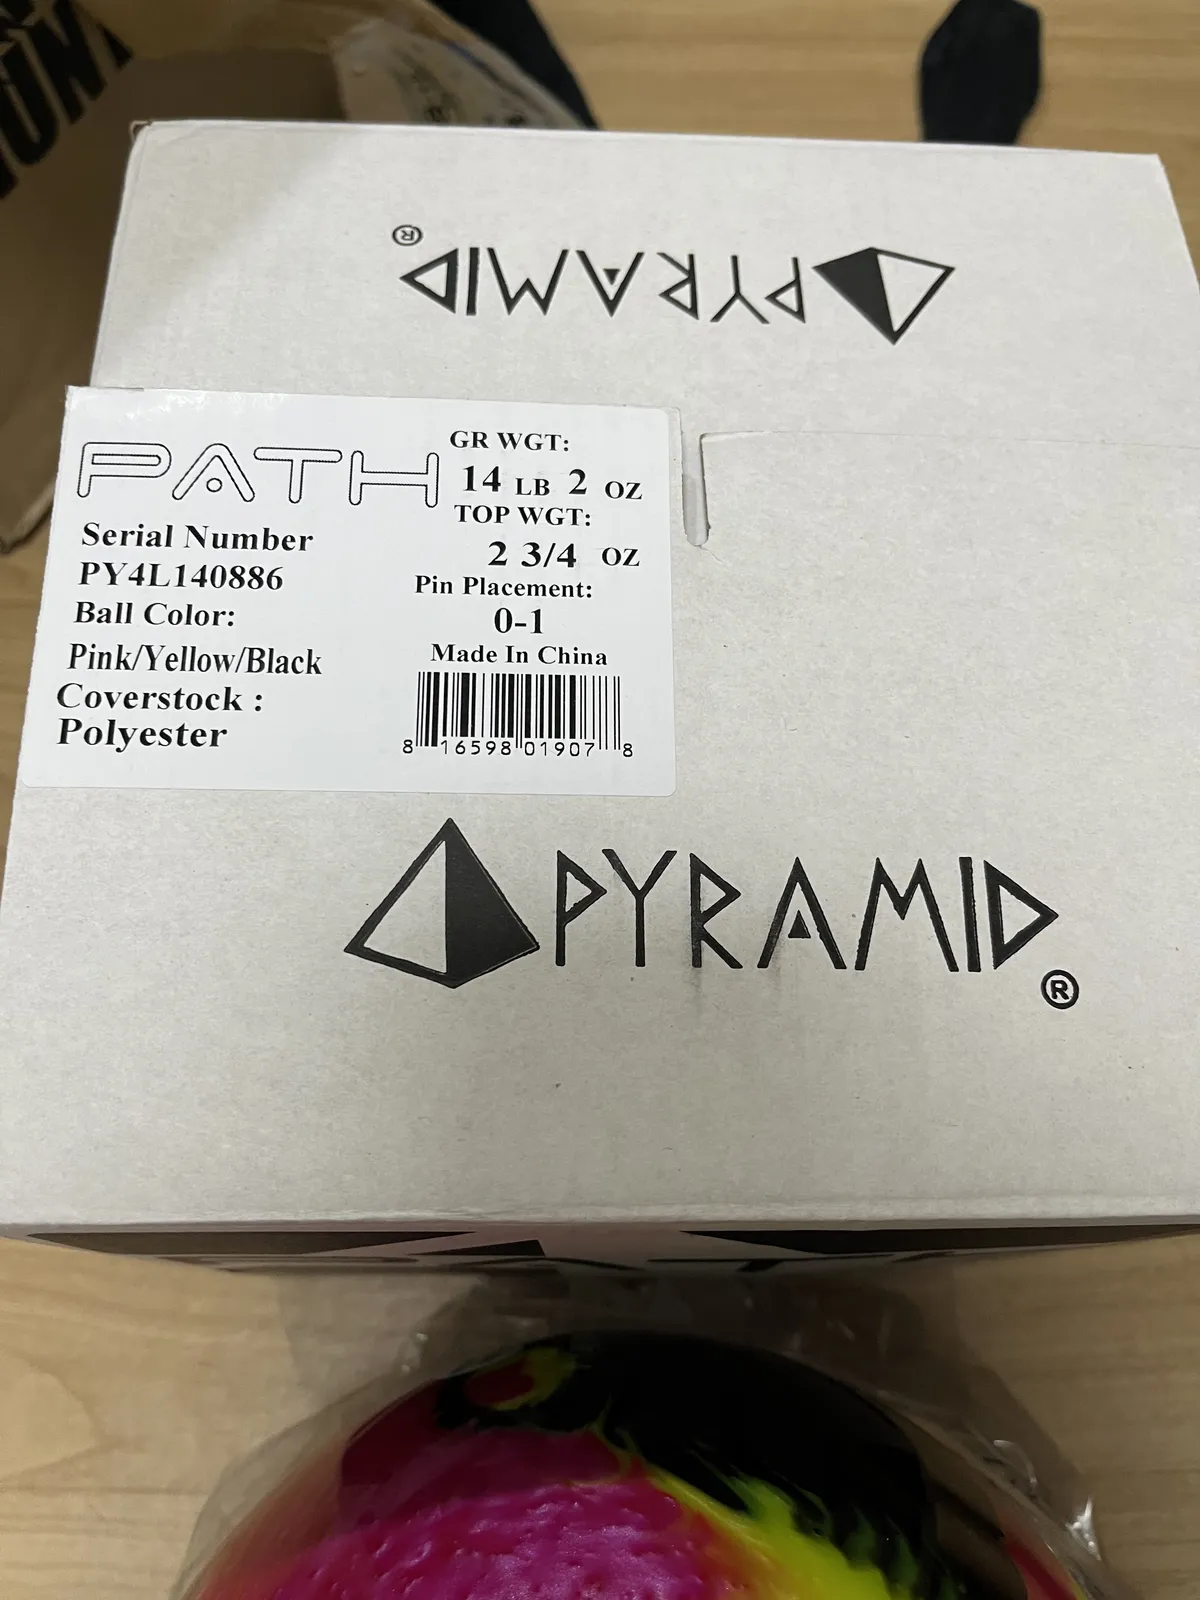 PYRAMID®
PATH
Serial Number
PY4L140886
Ball Color:
Pink/Yellow/Black
Coverstock :
Polyester
GR WGT:
14 LB 2 OZ
TOP WGT:
2 3/4 OZ
Pin Placement:
0-1
Made In China
8 16598 01907 8
PYRAMID®